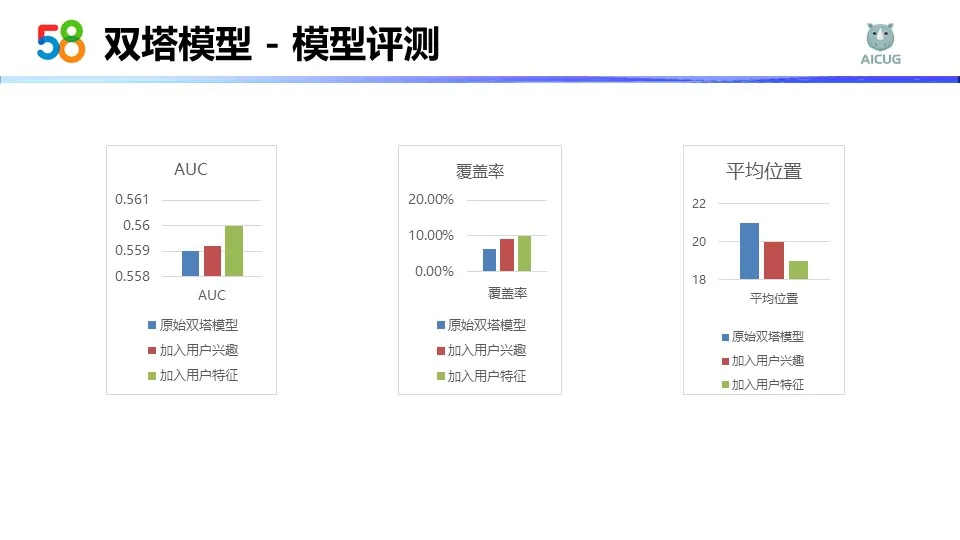 58 双塔模型 - 模型评测
AICUG
AUC
0.561
0.56
0.559
0.558
AUC
原始双塔模型
加入用户兴趣
加入用户特征
覆盖率
20.00%
10.00%
0.00%
覆盖率
原始双塔模型
加入用户兴趣
加入用户特征
平均位置
22
20
18
平均位置
原始双塔模型
加入用户兴趣
加入用户特征